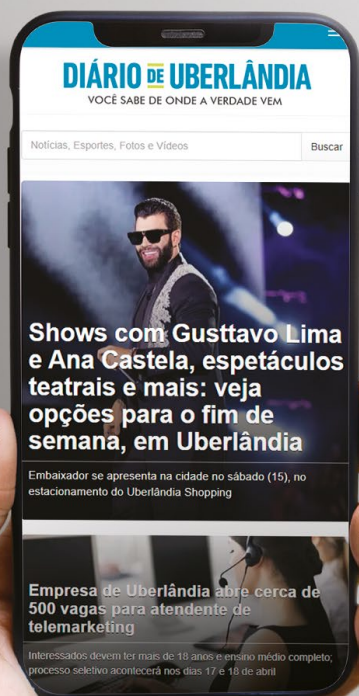 DIÁRIO DE UBERLÂNDIA
VOCÊ SABE DE ONDE A VERDADE VEM
Notícias, Esportes, Fotos e Vídeos
Buscar
Shows com Gusttavo Lima
e Ana Castela, espetáculos
teatrais e mais: veja
opções para o fim de
semana, em Uberlândia
Embaixador se apresenta na cidade no sábado (15), no
estacionamento do Uberlândia Shopping
Empresa de Uberlândia abre cerca de
500 vagas para atendente de
telemarketing
Interessados devem ter mais de 18 anos e ensino médio completo;
processo seletivo acontecerá nos dias 17 e 18 de abril